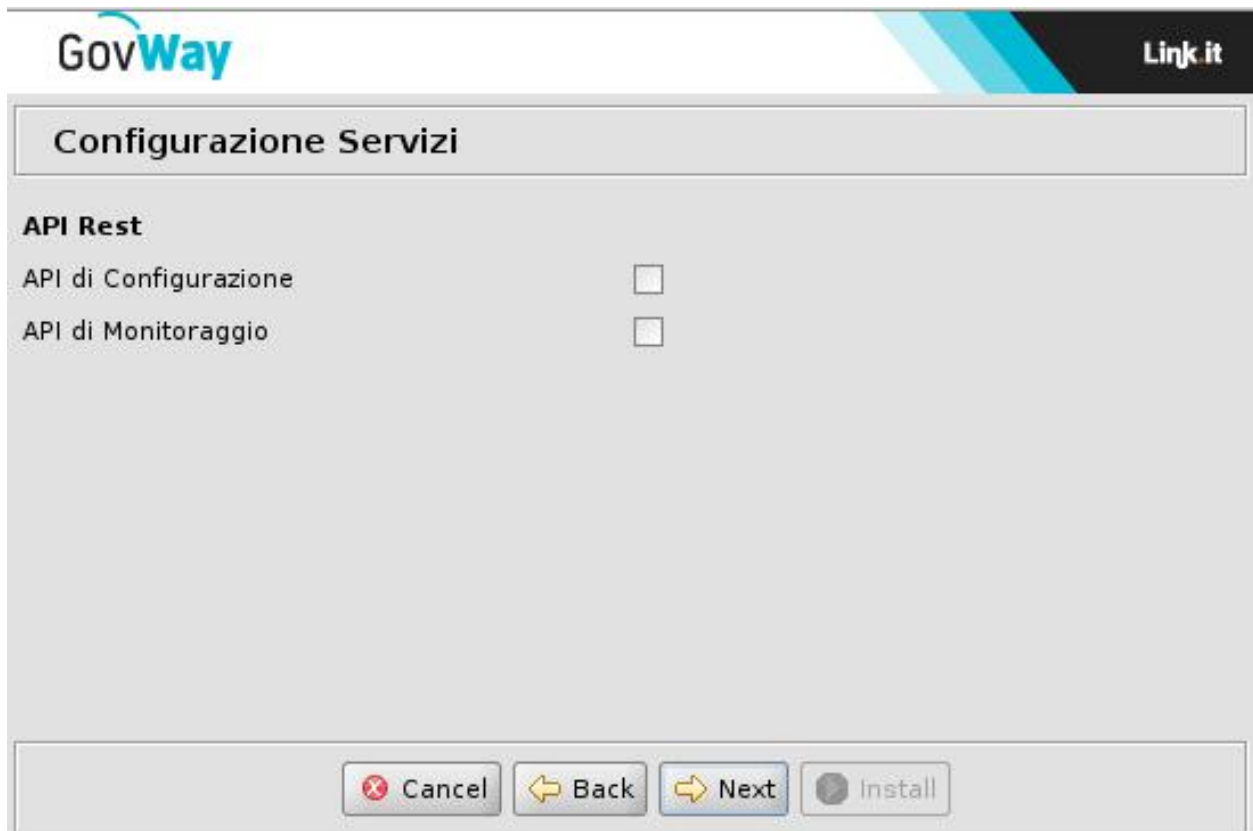 GovWay
Link.it
Configurazione Servizi
API Rest
API di Configurazione
API di Monitoraggio
Cancel
Back
Next
Install